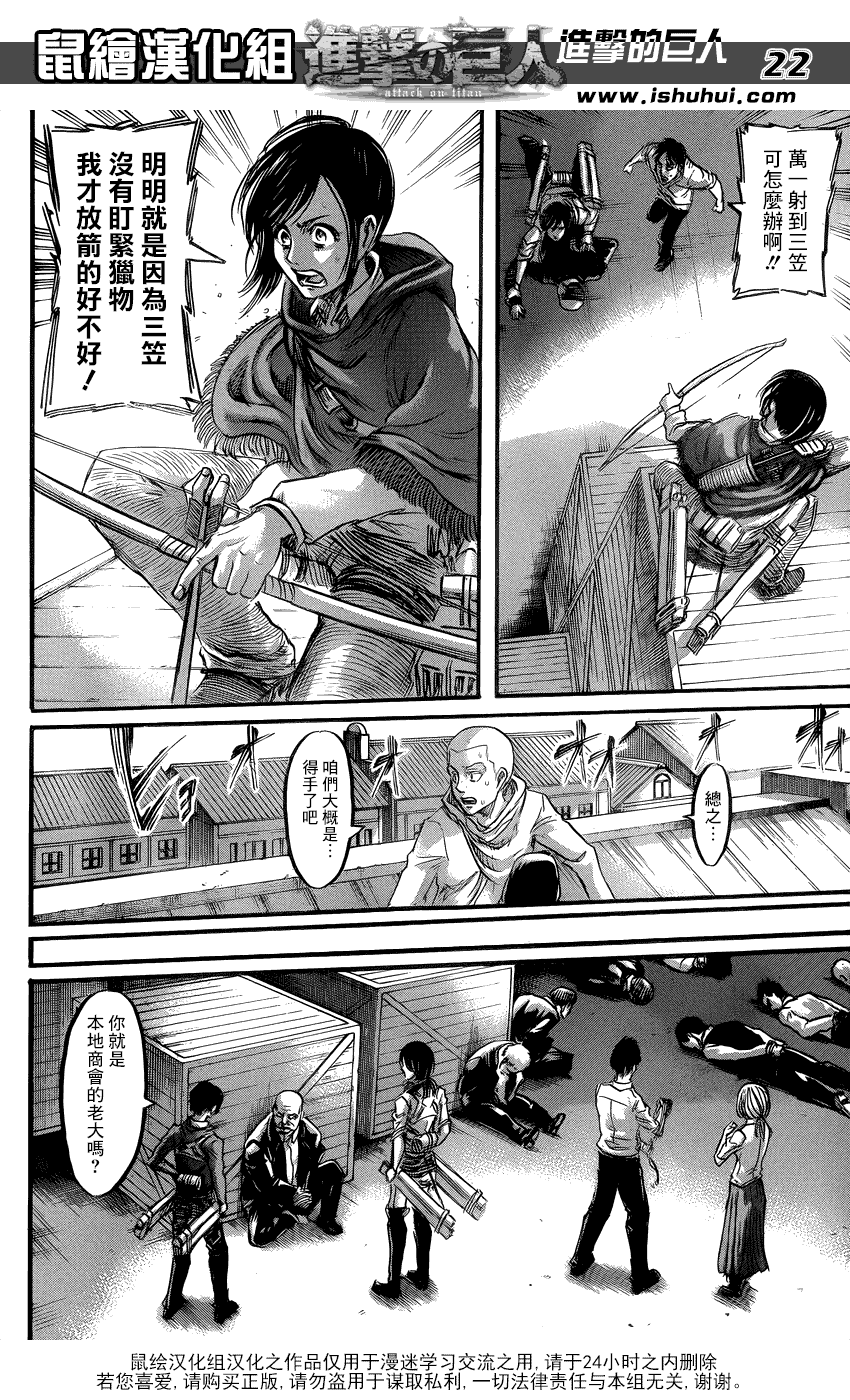 鼠繪漢化組
進撃の巨人
attack on titan
進擊的巨人
22
www.ishuhui.com
萬一射到三笠
可怎麼辦啊!!
明明就是因為三笠
沒有盯緊獵物
我才放箭的好不好!
總之…
咱們大概是…
得手了吧
你就是
本地商會的老大嗎?
鼠绘汉化组汉化之作品仅用于漫迷学习交流之用, 请于24小时之内删除
若您喜爱, 请购买正版, 请勿盗用于谋取私利, 一切法律责任与本组无关, 谢谢。